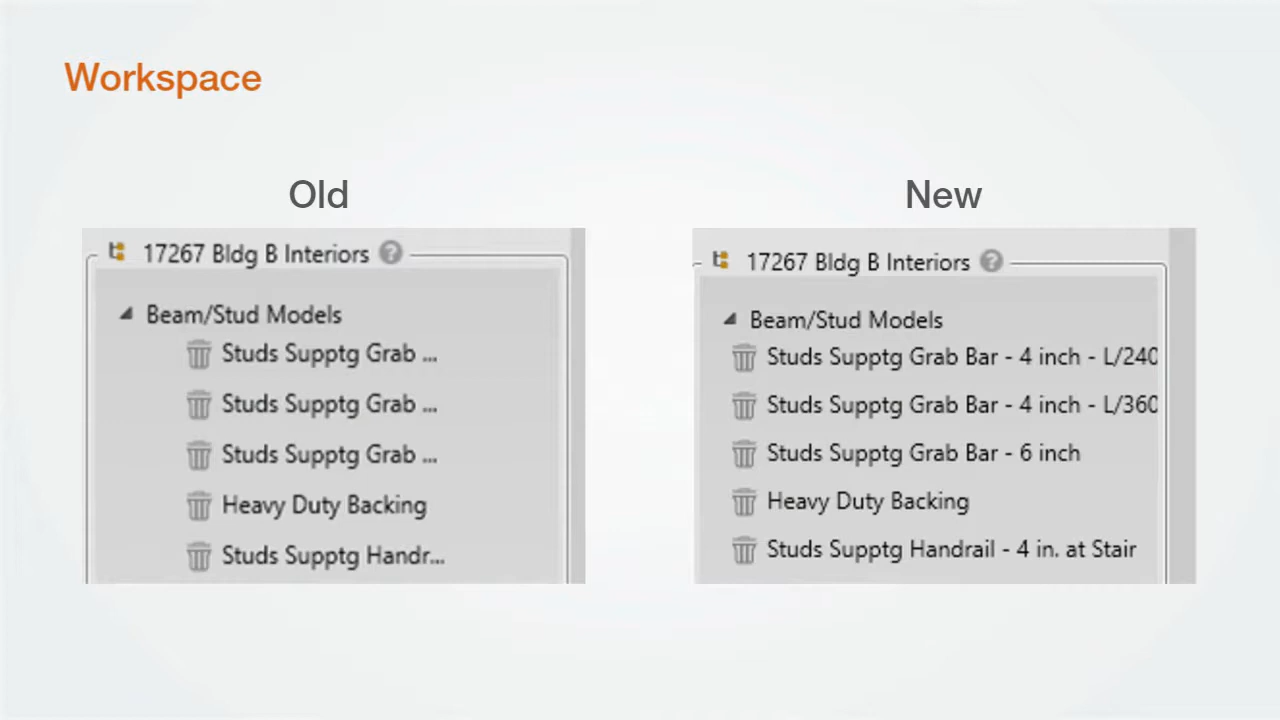 Workspace
Old
17267 Bldg B Interiors
Beam/Stud Models
Studs Supptg Grab ...
Studs Supptg Grab ...
Studs Supptg Grab ...
Heavy Duty Backing
Studs Supptg Handr...
New
17267 Bldg B Interiors
Beam/Stud Models
Studs Supptg Grab Bar - 4 inch - L/240
Studs Supptg Grab Bar - 4 inch - L/360
Studs Supptg Grab Bar - 6 inch
Heavy Duty Backing
Studs Supptg Handrail - 4 in. at Stair